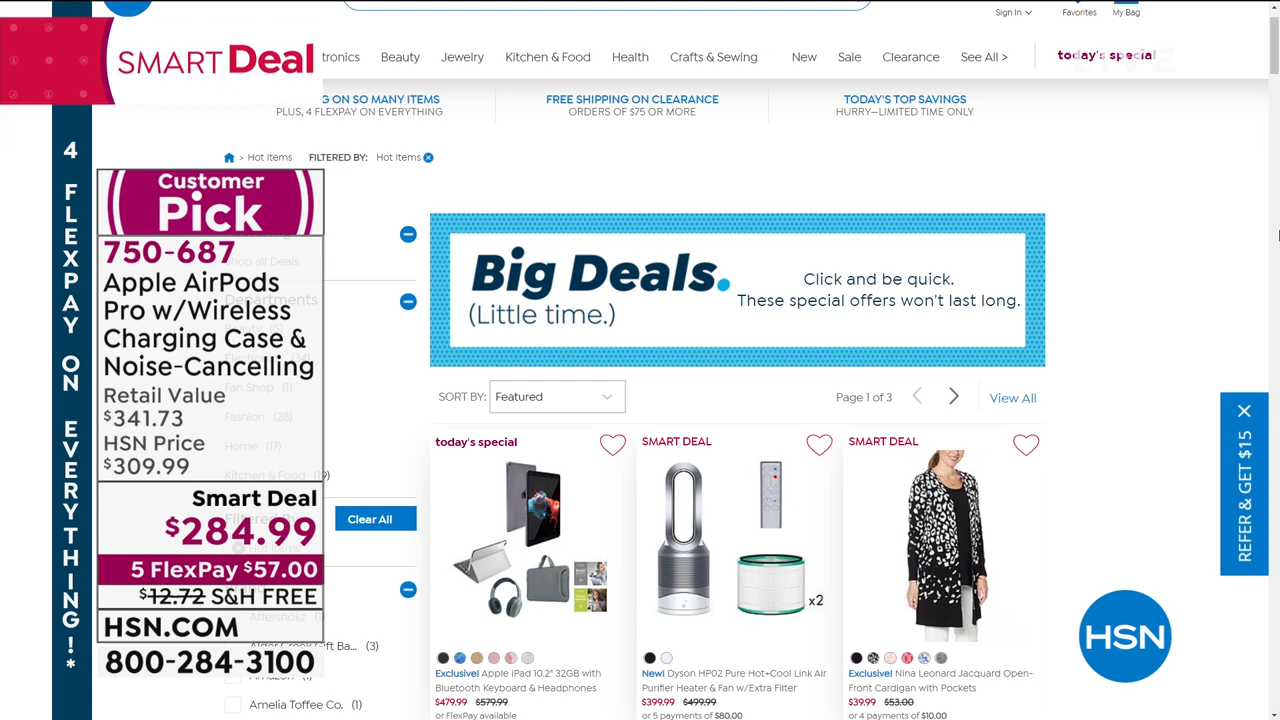 Sign In
Favorites
My Bag
SMART Deal
tronics
Beauty
Jewelry
Kitchen & Food
Health
Crafts & Sewing
New
Sale
Clearance
See All >
today's special
G ON SO MANY ITEMS
PLUS, 4 FLEXPAY ON EVERYTHING
FREE SHIPPING ON CLEARANCE
ORDERS OF $75 OR MORE
TODAY'S TOP SAVINGS
HURRY—LIMITED TIME ONLY
> Hot Items
FILTERED BY:
Hot Items
4 FLEXPAY ON EVERYTHING!*
Customer
Pick
750-687
Apple AirPods
Pro w/Wireless
Charging Case &
Noise-Cancelling
Retail Value
$341.73
HSN Price
$309.99
Smart Deal
$284.99
5 FlexPay $57.00
$12.72 S&H FREE
HSN.COM
800-284-3100
Shop all Deals
Departments
Fan Shop (1)
Fashion (28)
Home (17)
Kitchen & Food (19)
Clear All
Hot Items
Alder Creek Gift Ba... (3)
Amelia Toffee Co. (1)
Big Deals.
(Little time.)
Click and be quick.
These special offers won't last long.
SORT BY:
Featured
Page 1 of 3
View All
today's special
x2
Exclusive! Apple iPad 10.2" 32GB with
Bluetooth Keyboard & Headphones
$479.99 $579.99
or FlexPay available
SMART DEAL
New! Dyson HP02 Pure Hot+Cool Link Air
Purifier Heater & Fan w/Extra Filter
$399.99 $499.99
or 5 payments of $80.00
SMART DEAL
Exclusive! Nina Leonard Jacquard Open-
Front Cardigan with Pockets
$39.99 $53.00
or 4 payments of $10.00
REFER & GET $15
HSN